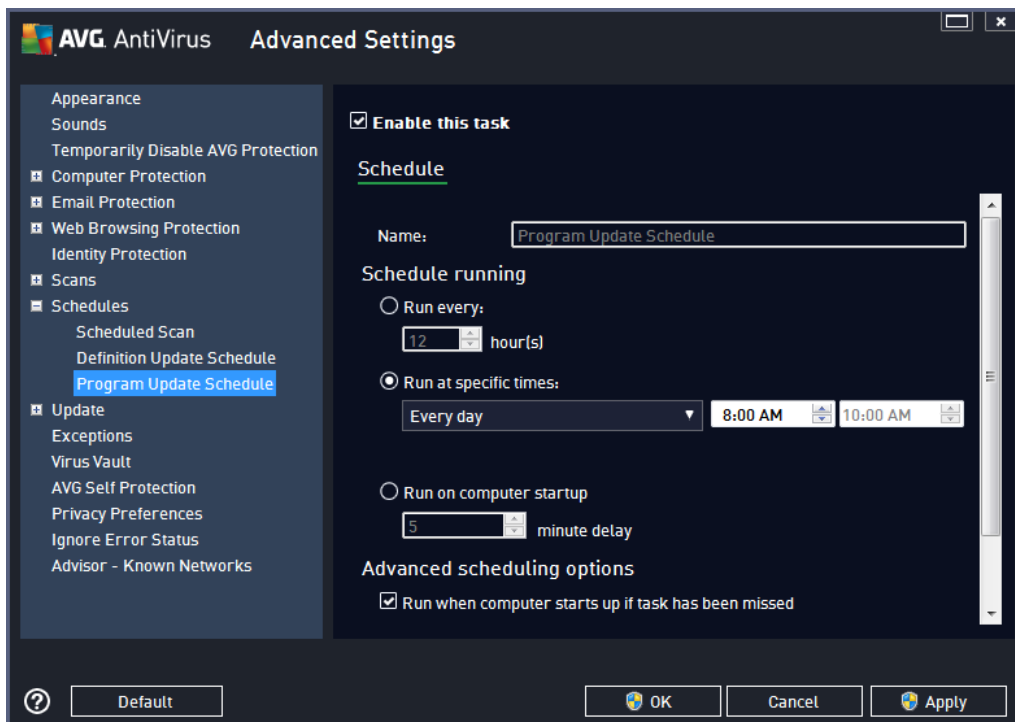 AVG AntiVirus Advanced Settings
Appearance
Sounds
Temporarily Disable AVG Protection
Computer Protection
Email Protection
Web Browsing Protection
Identity Protection
Scans
Schedules
Scheduled Scan
Definition Update Schedule
Program Update Schedule
Update
Exceptions
Virus Vault
AVG Self Protection
Privacy Preferences
Ignore Error Status
Advisor - Known Networks
Enable this task
Schedule
Name: Program Update Schedule
Schedule running
Run every:
12 hour(s)
Run at specific times:
Every day 8:00 AM 10:00 AM
Run on computer startup
5 minute delay
Advanced scheduling options
Run when computer starts up if task has been missed
? Default OK Cancel Apply